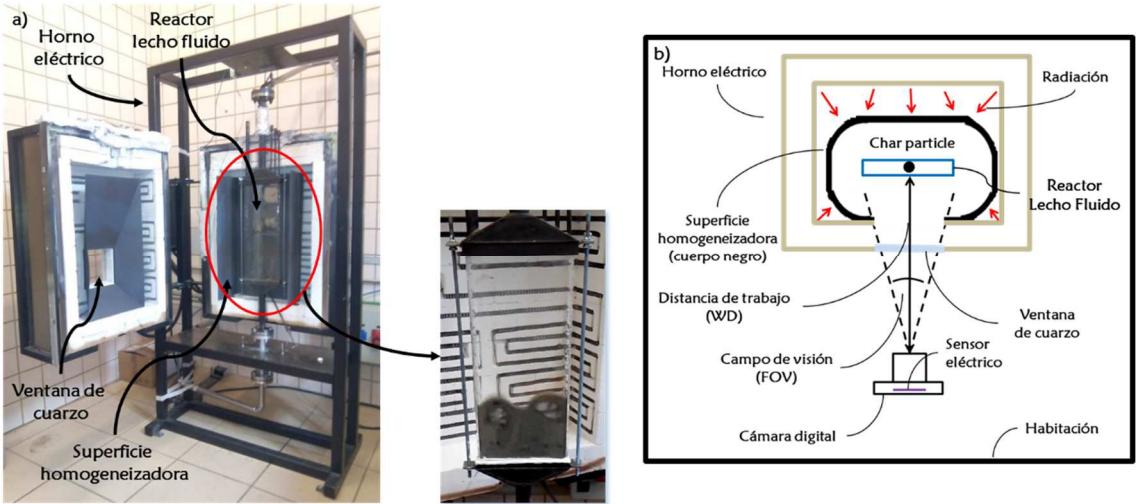 a)
Horno
eléctrico
Reactor
lecho fluido
Ventana de
cuarzo
Superficie
homogeneizadora
b)
Horno eléctrico
Radiación
Char particle
Reactor
Lecho Fluido
Superficie
homogeneizadora
(cuerpo negro)
Distancia de trabajo
(WD)
Ventana
de cuarzo
Campo de visión
(FOV)
Sensor
eléctrico
Cámara digital
Habitación